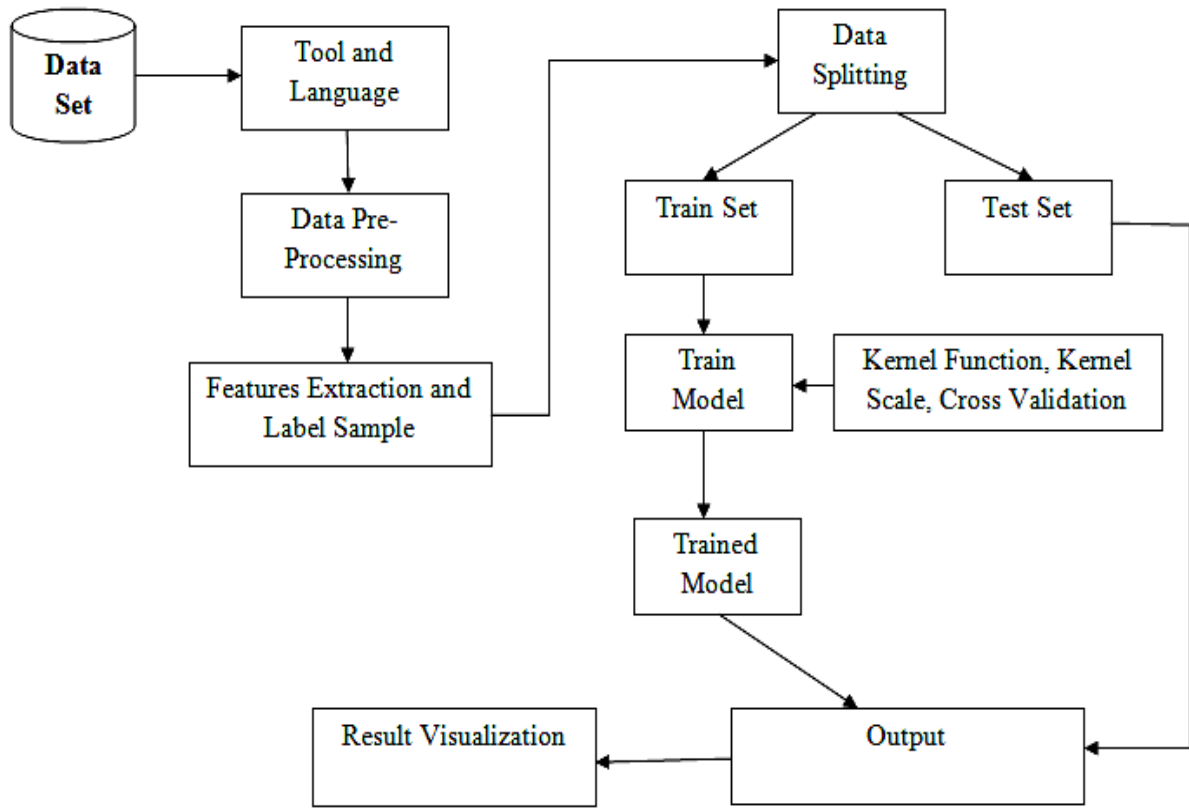 Data
Set
Tool and
Language
Data Pre-
Processing
Features Extraction and
Label Sample
Data
Splitting
Train Set
Test Set
Train
Model
Kernel Function, Kernel
Scale, Cross Validation
Trained
Model
Output
Result Visualization